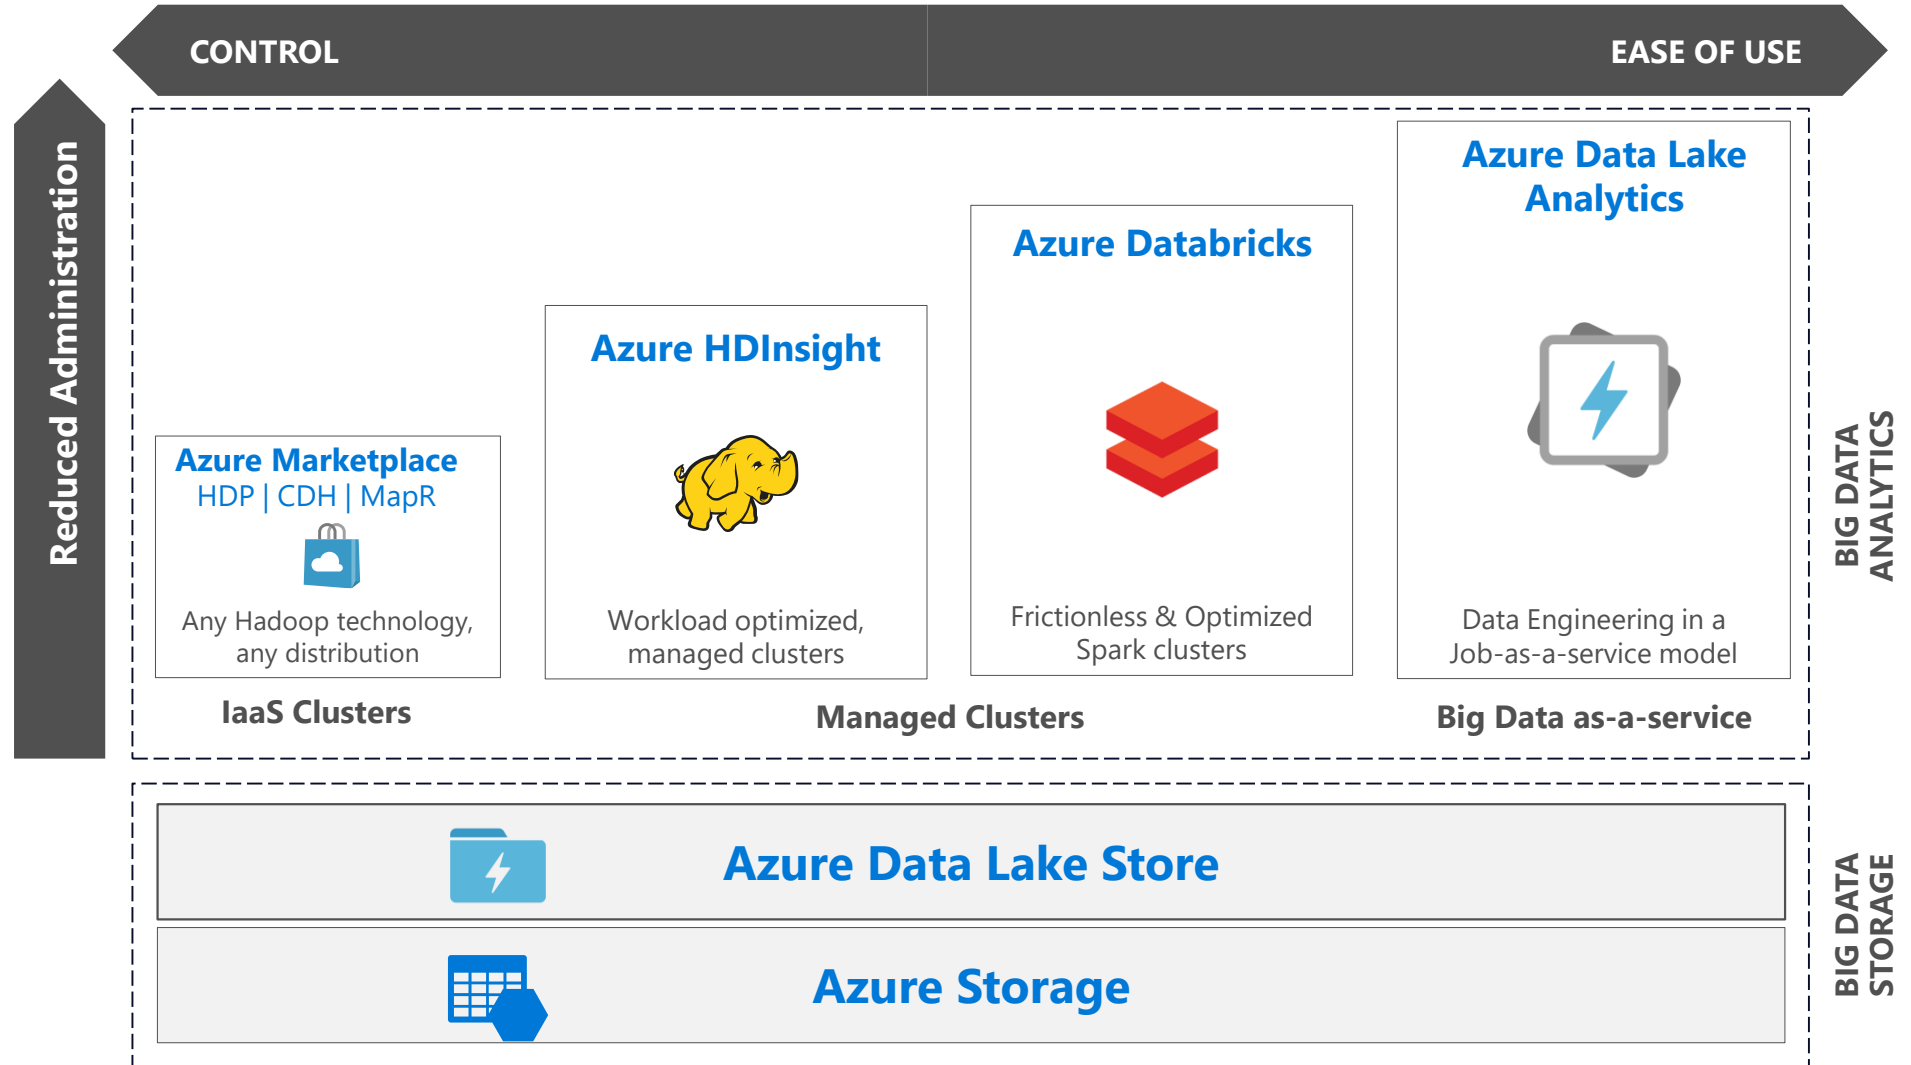 CONTROL
EASE OF USE
Reduced Administration
Azure Marketplace
HDP | CDH | MapR
Any Hadoop technology,
any distribution
IaaS Clusters
Azure HDInsight
Workload optimized,
managed clusters
Azure Databricks
Frictionless & Optimized
Spark clusters
Managed Clusters
Azure Data Lake
Analytics
Data Engineering in a
Job-as-a-service model
Big Data as-a-service
BIG DATA
ANALYTICS
Azure Data Lake Store
Azure Storage
BIG DATA
STORAGE